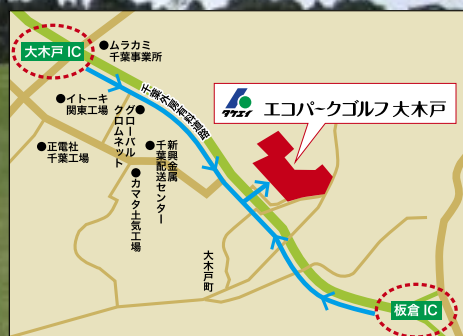 大木戸 IC
●ムラカミ
千葉事業所
●イトーキ
関東工場
グローバル●
クロムネット
●正電社
千葉工場
●新興金属
千葉配送センター
●カマタ土気工場
千葉外房有料道路
タケエイ エコパークゴルフ 大木戸
大木戸町
板倉 IC